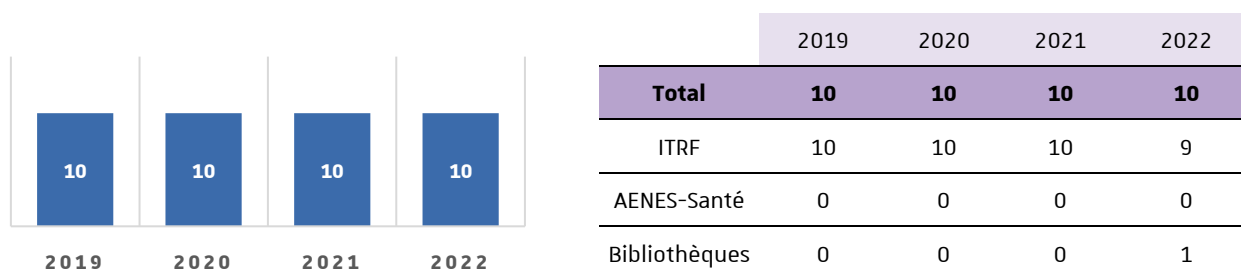 10 10 10 10
2019 2020 2021 2022
2019 2020 2021 2022
Total 10 10 10 10
ITRF 10 10 10 9
AENES-Santé 0 0 0 0
Bibliothèques 0 0 0 1